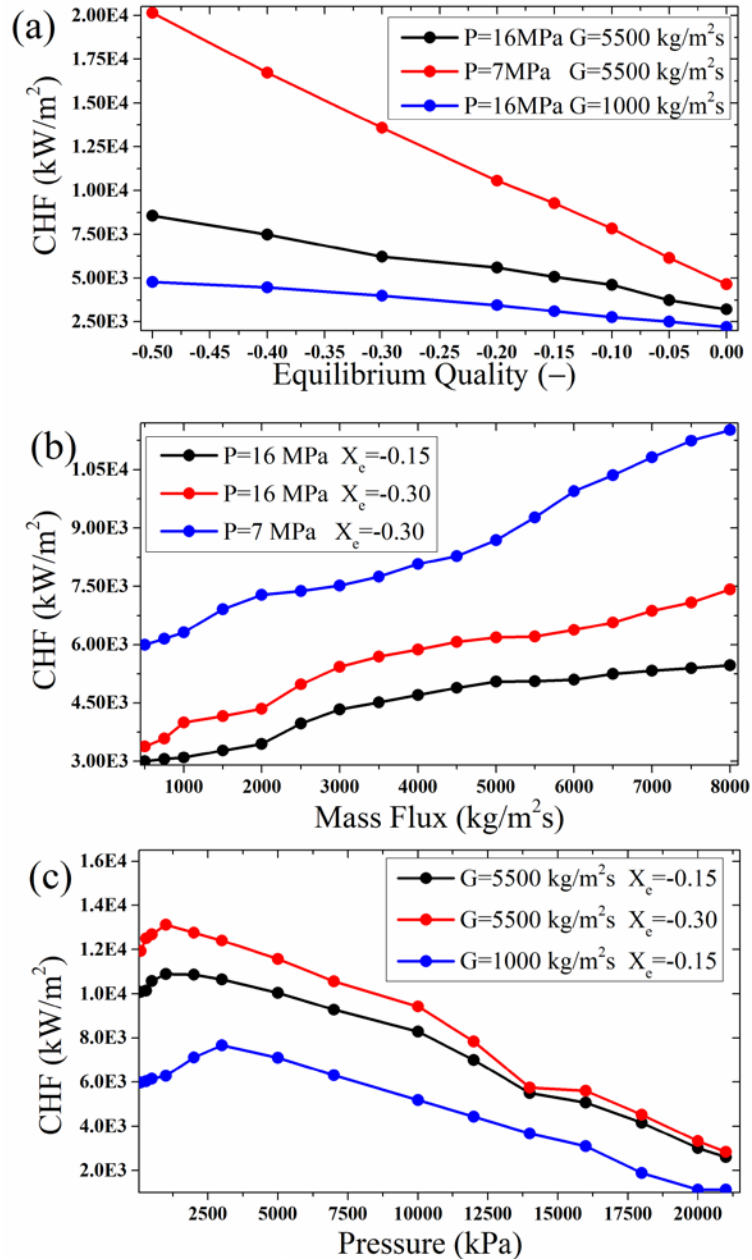 (a)
P=16MPa G=5500 kg/m²s
P=7MPa G=5500 kg/m²s
P=16MPa G=1000 kg/m²s
2.00E4
1.75E4
1.50E4
1.25E4
1.00E4
7.50E3
5.00E3
2.50E3
CHF (kW/m²)
-0.50 -0.45 -0.40 -0.35 -0.30 -0.25 -0.20 -0.15 -0.10 -0.05 0.00
Equilibrium Quality (–)
(b)
P=16 MPa Xₑ=-0.15
P=16 MPa Xₑ=-0.30
P=7 MPa Xₑ=-0.30
1.05E4
9.00E3
7.50E3
6.00E3
4.50E3
3.00E3
CHF (kW/m²)
1000 2000 3000 4000 5000 6000 7000 8000
Mass Flux (kg/m²s)
(c)
G=5500 kg/m²s Xₑ=-0.15
G=5500 kg/m²s Xₑ=-0.30
G=1000 kg/m²s Xₑ=-0.15
1.6E4
1.4E4
1.2E4
1.0E4
8.0E3
6.0E3
4.0E3
2.0E3
CHF (kW/m²)
2500 5000 7500 10000 12500 15000 17500 20000
Pressure (kPa)